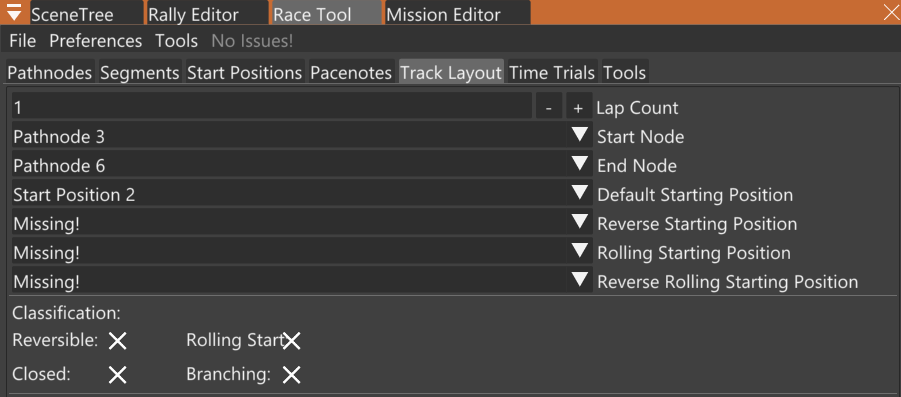 SceneTree Rally Editor Race Tool Mission Editor
File Preferences Tools No Issues!
Pathnodes Segments Start Positions Pacenotes Track Layout Time Trials Tools
1 - + Lap Count
Pathnode 3 Start Node
Pathnode 6 End Node
Start Position 2 Default Starting Position
Missing! Reverse Starting Position
Missing! Rolling Starting Position
Missing! Reverse Rolling Starting Position
Classification:
Reversible: Rolling Start
Closed: Branching: